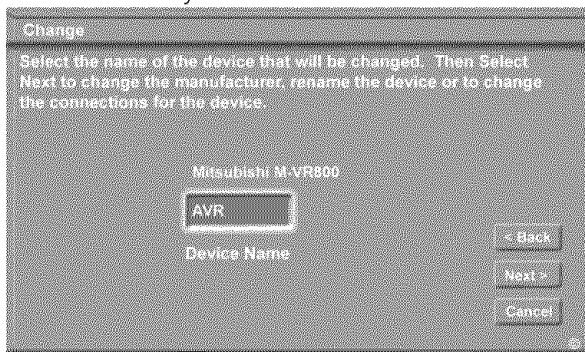 Change
Select the name of the device that will be changed. Then Select
Next to change the manufacturer, rename the device or to change
the connections for the device.
Mitsubishi M-VR800
AVR
Device Name
< Back
Next >
Cancel